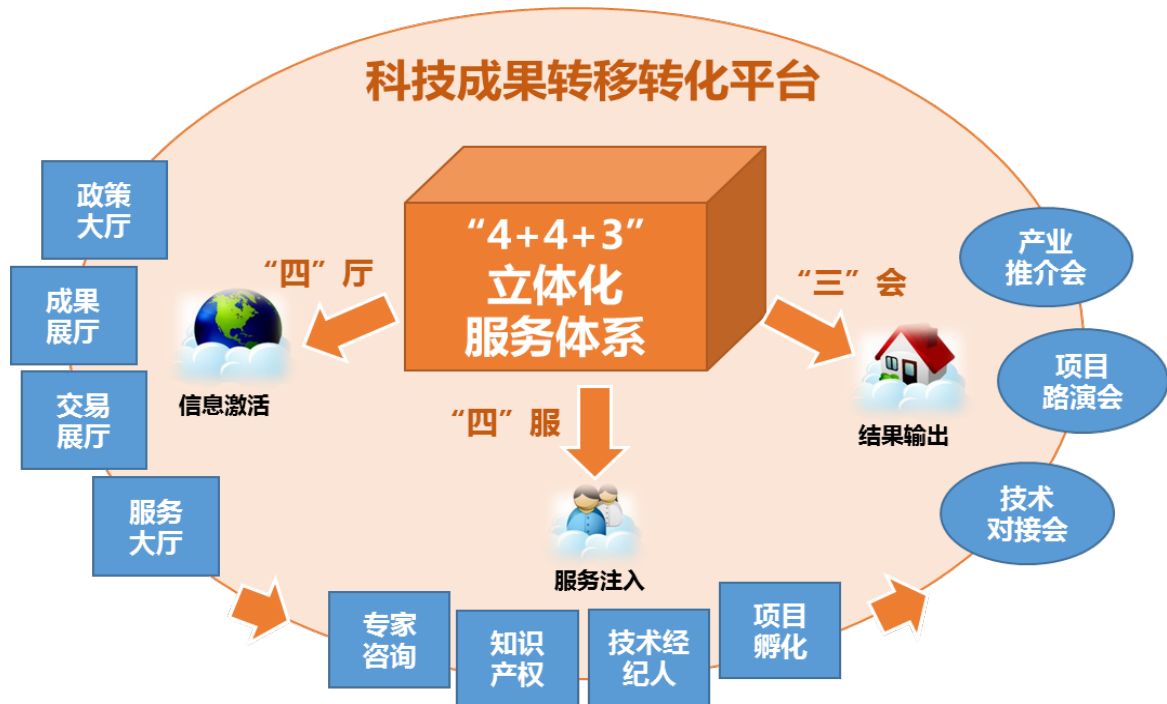 科技成果转移转化平台
“4+4+3”
立体化
服务体系
“四”厅
信息激活
政策
大厅
成果
展厅
交易
展厅
服务
大厅
“四”服
服务注入
专家
咨询
知识
产权
技术经
纪人
项目
孵化
“三”会
结果输出
产业
推介会
项目
路演会
技术
对接会